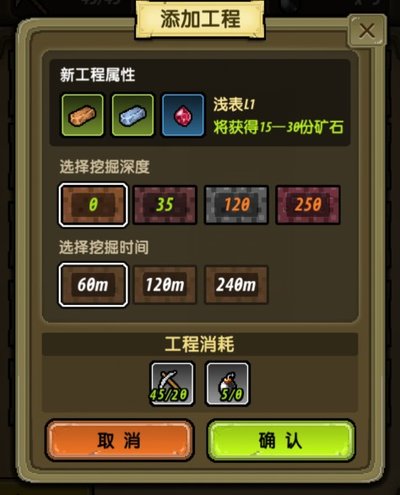 添加工程
新工程属性
浅表L1
将获得15—30份矿石
选择挖掘深度
0 35 120 250
选择挖掘时间
60m 120m 240m
工程消耗
45/20 5/0
取消 确认